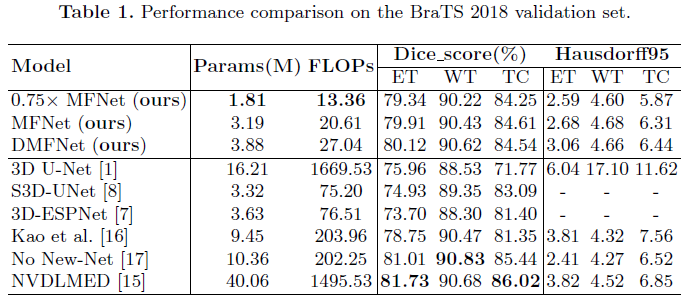 Table 1. Performance comparison on the BraTS 2018 validation set.
Model Params(M) FLOPs Dice_score(%) Hausdorff95
ET WT TC ET WT TC
0.75× MFNet (ours) 1.81 13.36 79.34 90.22 84.25 2.59 4.60 5.87
MFNet (ours) 3.19 20.61 79.91 90.43 84.61 2.68 4.68 6.31
DMFNet (ours) 3.88 27.04 80.12 90.62 84.54 3.06 4.66 6.44
3D U-Net [1] 16.21 1669.53 75.96 88.53 71.77 6.04 17.10 11.62
S3D-UNet [8] 3.32 75.20 74.93 89.35 83.09 - - -
3D-ESPNet [7] 3.63 76.51 73.70 88.30 81.40 - - -
Kao et al. [16] 9.45 203.96 78.75 90.47 81.35 3.81 4.32 7.56
No New-Net [17] 10.36 202.25 81.01 90.83 85.44 2.41 4.27 6.52
NVDLMED [15] 40.06 1495.53 81.73 90.68 86.02 3.82 4.52 6.85